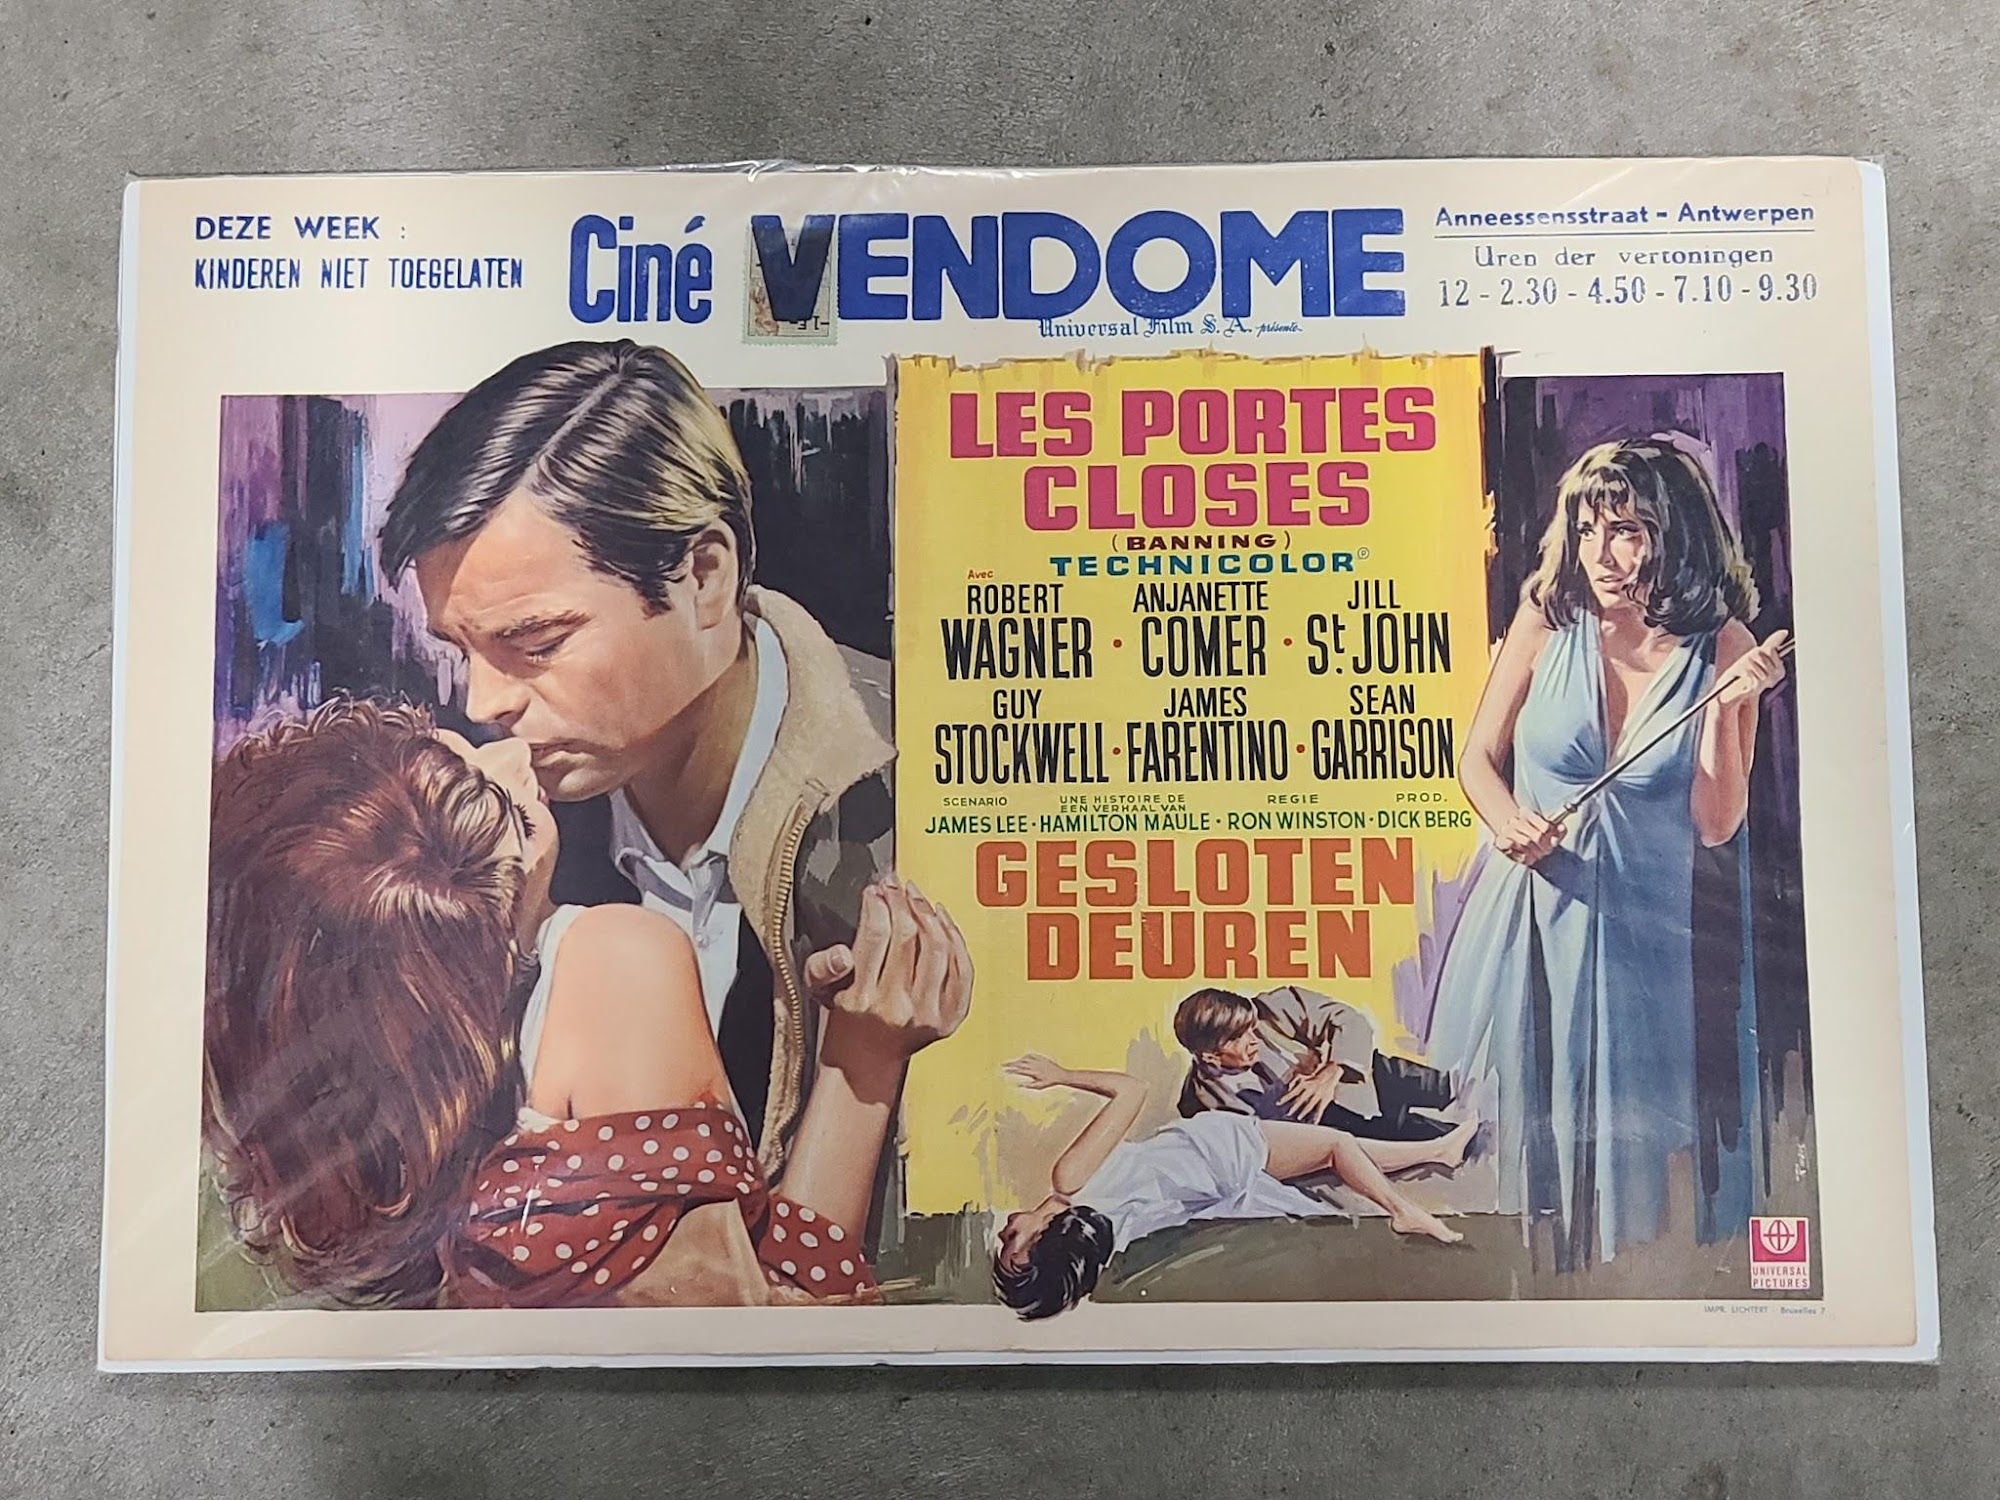 DEZE WEEK :
KINDEREN NIET TOEGELATEN
Ciné VENDOME
Anneessensstraat - Antwerpen
Uren der vertoningen
12 - 2.30 - 4.50 - 7.10 - 9.30
Universal Film S. A. présente
LES PORTES
CLOSES
(BANNING)
TECHNICOLOR
Avec
ROBERT ANJANETTE JILL
WAGNER • COMER • St. JOHN
GUY JAMES SEAN
STOCKWELL • FARENTINO • GARRISON
SCENARIO UNE HISTOIRE DE REGIE PROD.
EEN VERHAAL VAN
JAMES LEE • HAMILTON MAULE • RON WINSTON • DICK BERG
GESLOTEN
DEUREN
UNIVERSAL
PICTURES
IMPR. LICHTERT - Bruxelles 7